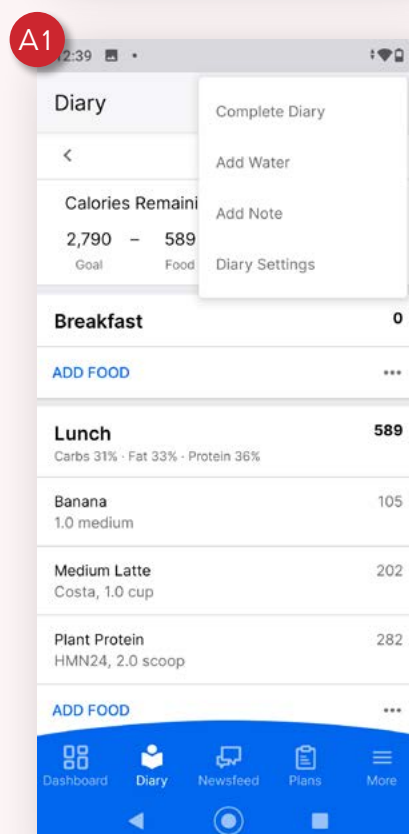 A1
12:39
Diary
Complete Diary
Add Water
Add Note
Diary Settings
Calories Remaini
2,790 – 589
Goal Food
Breakfast 0
ADD FOOD
Lunch 589
Carbs 31% · Fat 33% · Protein 36%
Banana 105
1.0 medium
Medium Latte 202
Costa, 1.0 cup
Plant Protein 282
HMN24, 2.0 scoop
ADD FOOD
Dashboard Diary Newsfeed Plans More